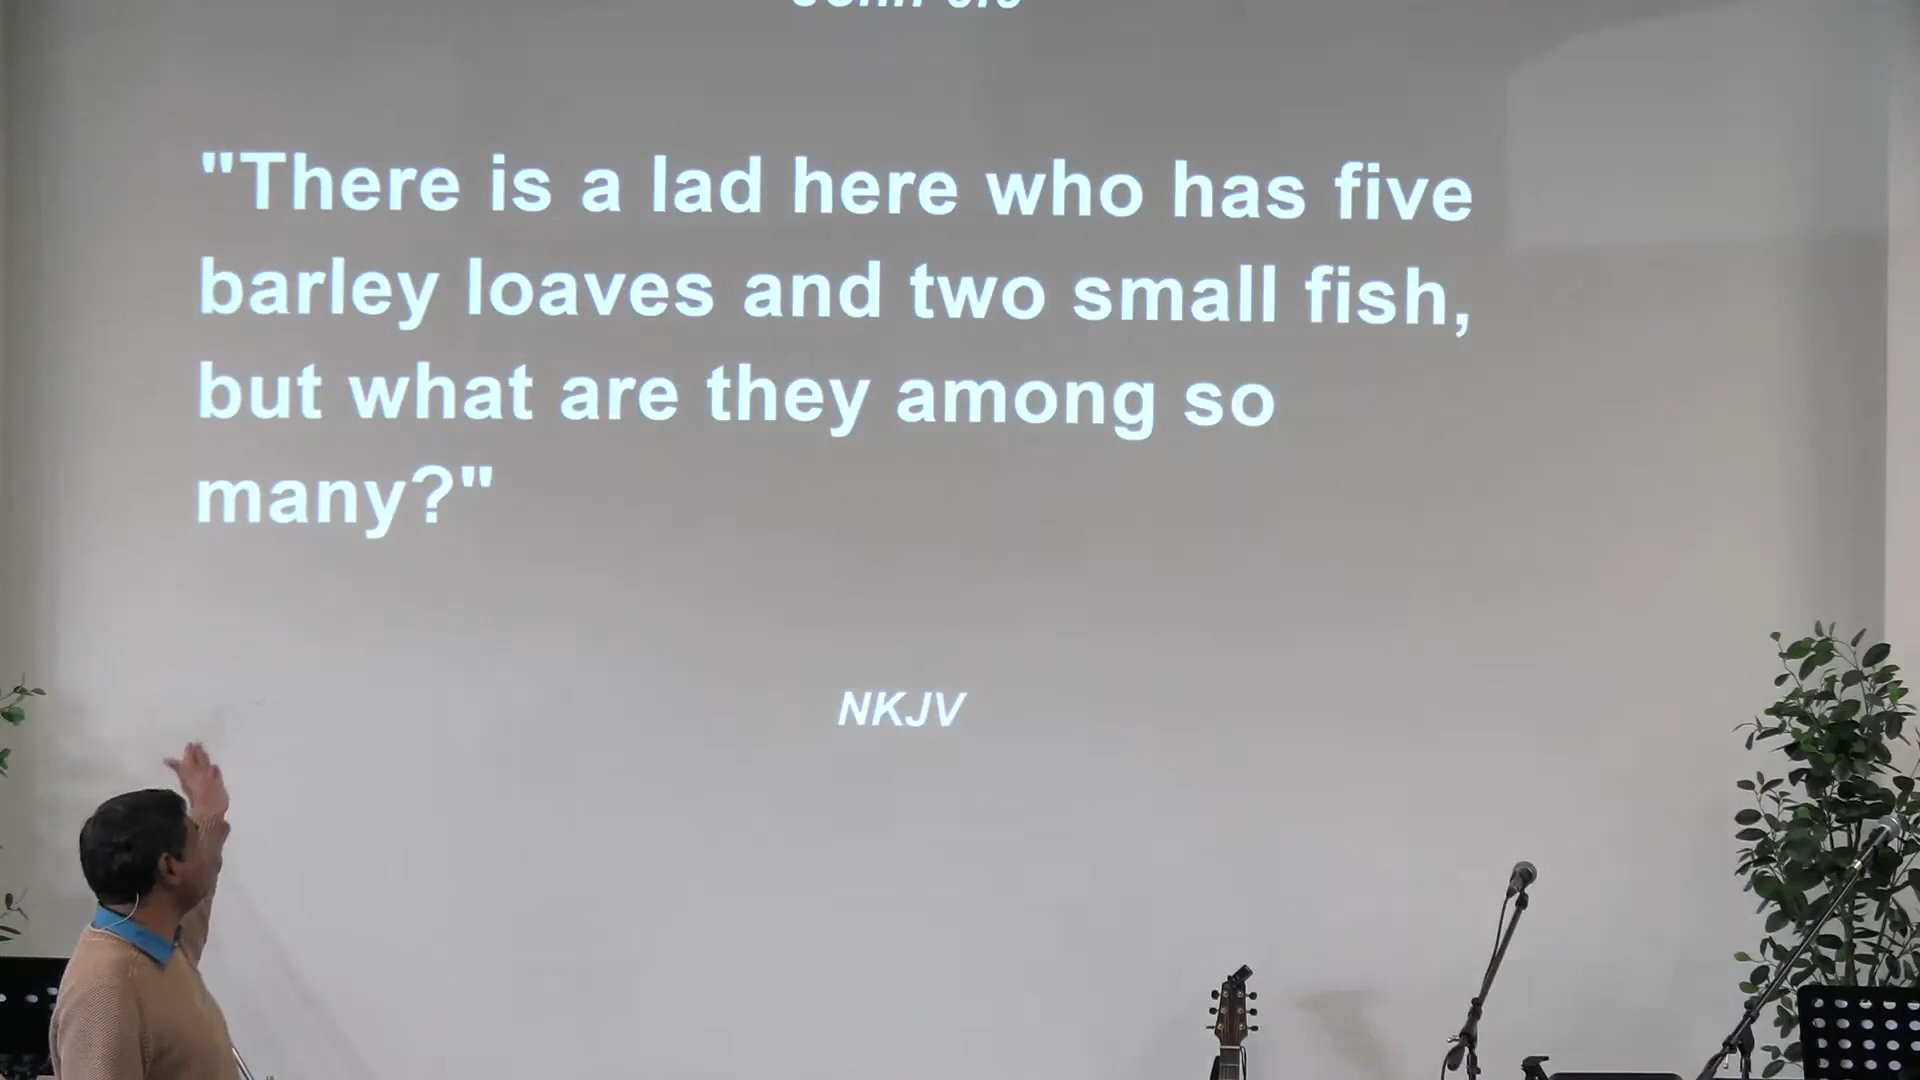 "There is a lad here who has five
barley loaves and two small fish,
but what are they among so
many?"
NKJV